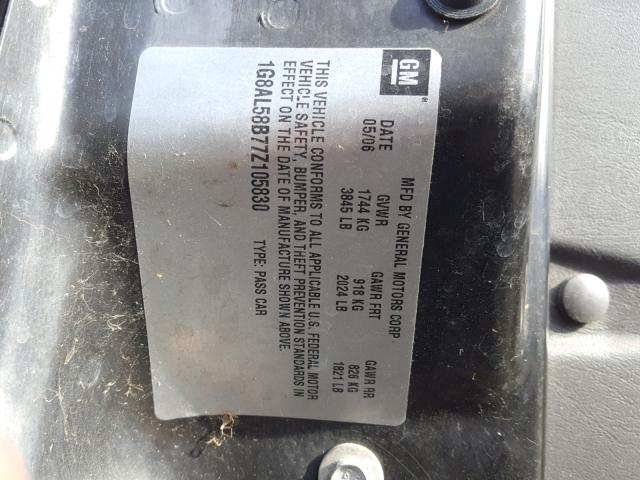 GM®
MFD BY GENERAL MOTORS CORP
DATE GVWR GAWR FRT GAWR RR
05/06 1744 KG 918 KG 826 KG
3845 LB 2024 LB 1821 LB
THIS VEHICLE CONFORMS TO ALL APPLICABLE U.S. FEDERAL MOTOR
VEHICLE SAFETY, BUMPER, AND THEFT PREVENTION STANDARDS IN
EFFECT ON THE DATE OF MANUFACTURE SHOWN ABOVE.
1G8AL58B77Z105830 TYPE: PASS CAR